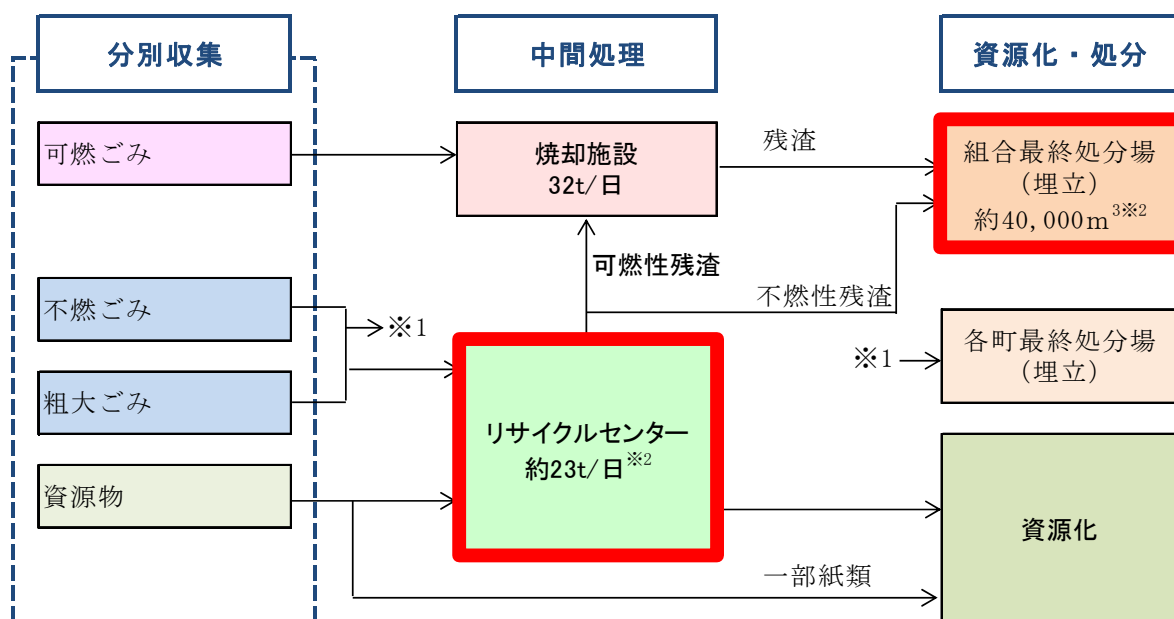 分別収集
中間処理
資源化・処分
可燃ごみ
焼却施設
32t/日
残渣
組合最終処分場
(埋立)
約40,000m³※2
可燃性残渣
不燃性残渣
不燃ごみ
※1
粗大ごみ
※1
各町最終処分場
(埋立)
リサイクルセンター
約23t/日※2
資源物
一部紙類
資源化